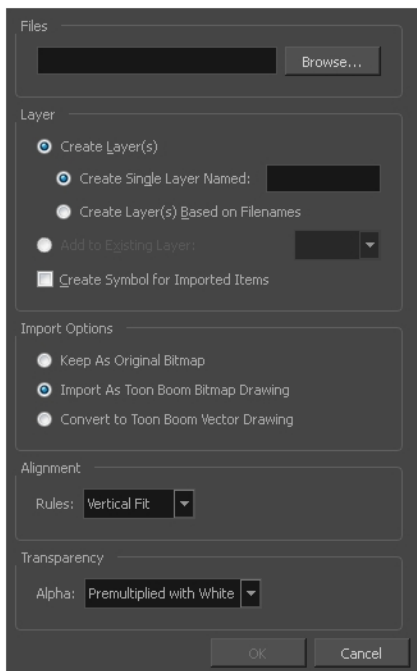 Files
Browse...
Layer
Create Layer(s)
Create Single Layer Named:
Create Layer(s) Based on Filenames
Add to Existing Layer:
Create Symbol for Imported Items
Import Options
Keep As Original Bitmap
Import As Toon Boom Bitmap Drawing
Convert to Toon Boom Vector Drawing
Alignment
Rules: Vertical Fit
Transparency
Alpha: Premultiplied with White
OK Cancel